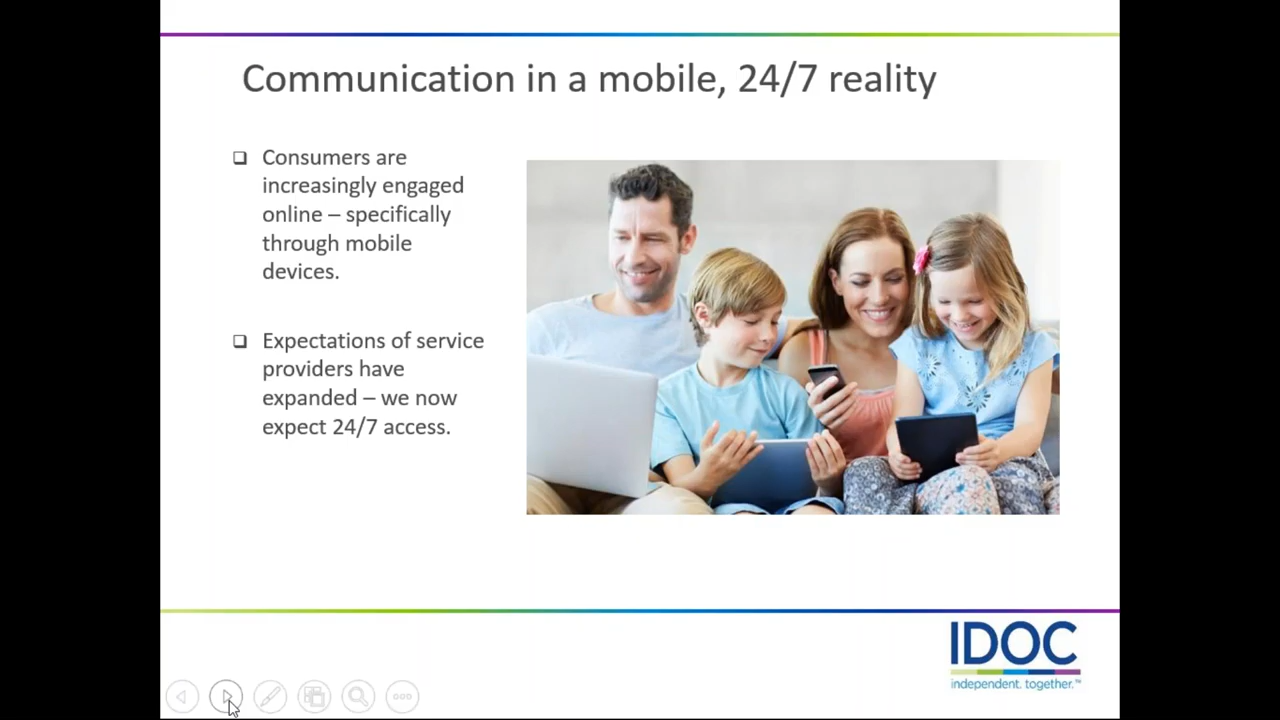 Communication in a mobile, 24/7 reality
❑ Consumers are
increasingly engaged
online – specifically
through mobile
devices.
❑ Expectations of service
providers have
expanded – we now
expect 24/7 access.
IDOC
independent. together.™